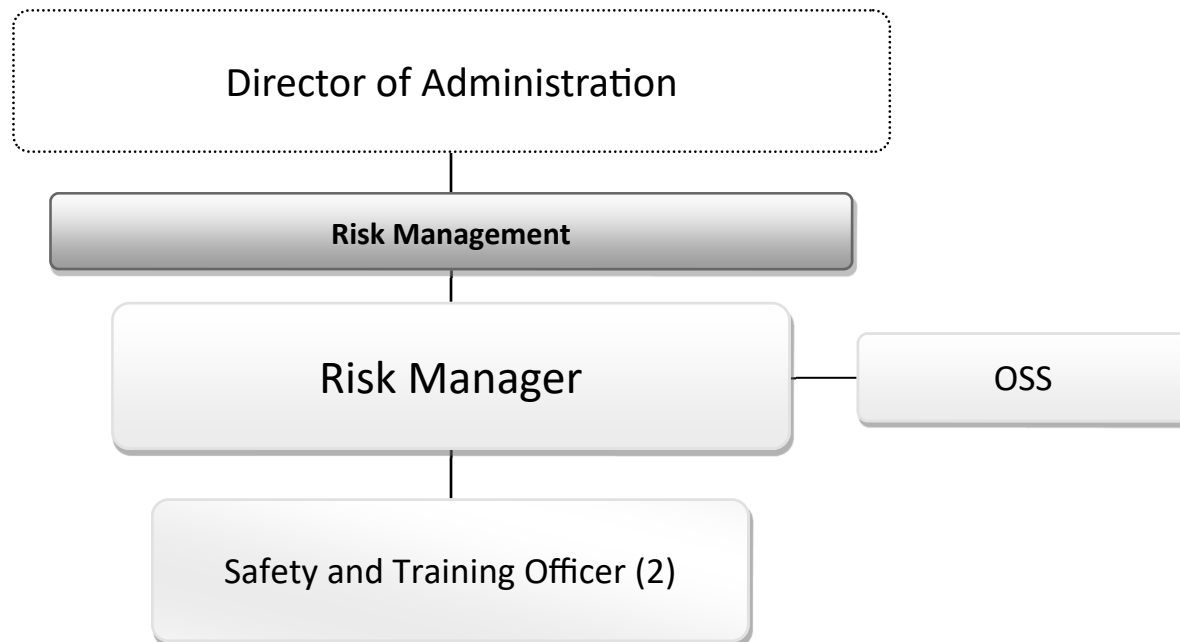 Director of Administration
Risk Management
Risk Manager
OSS
Safety and Training Officer (2)